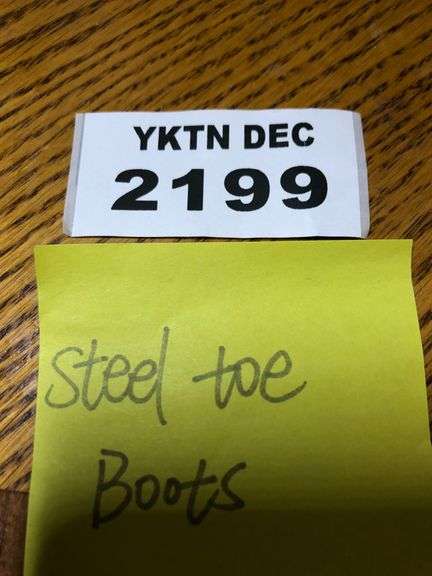 YKTN DEC
2199
steel toe
Boots